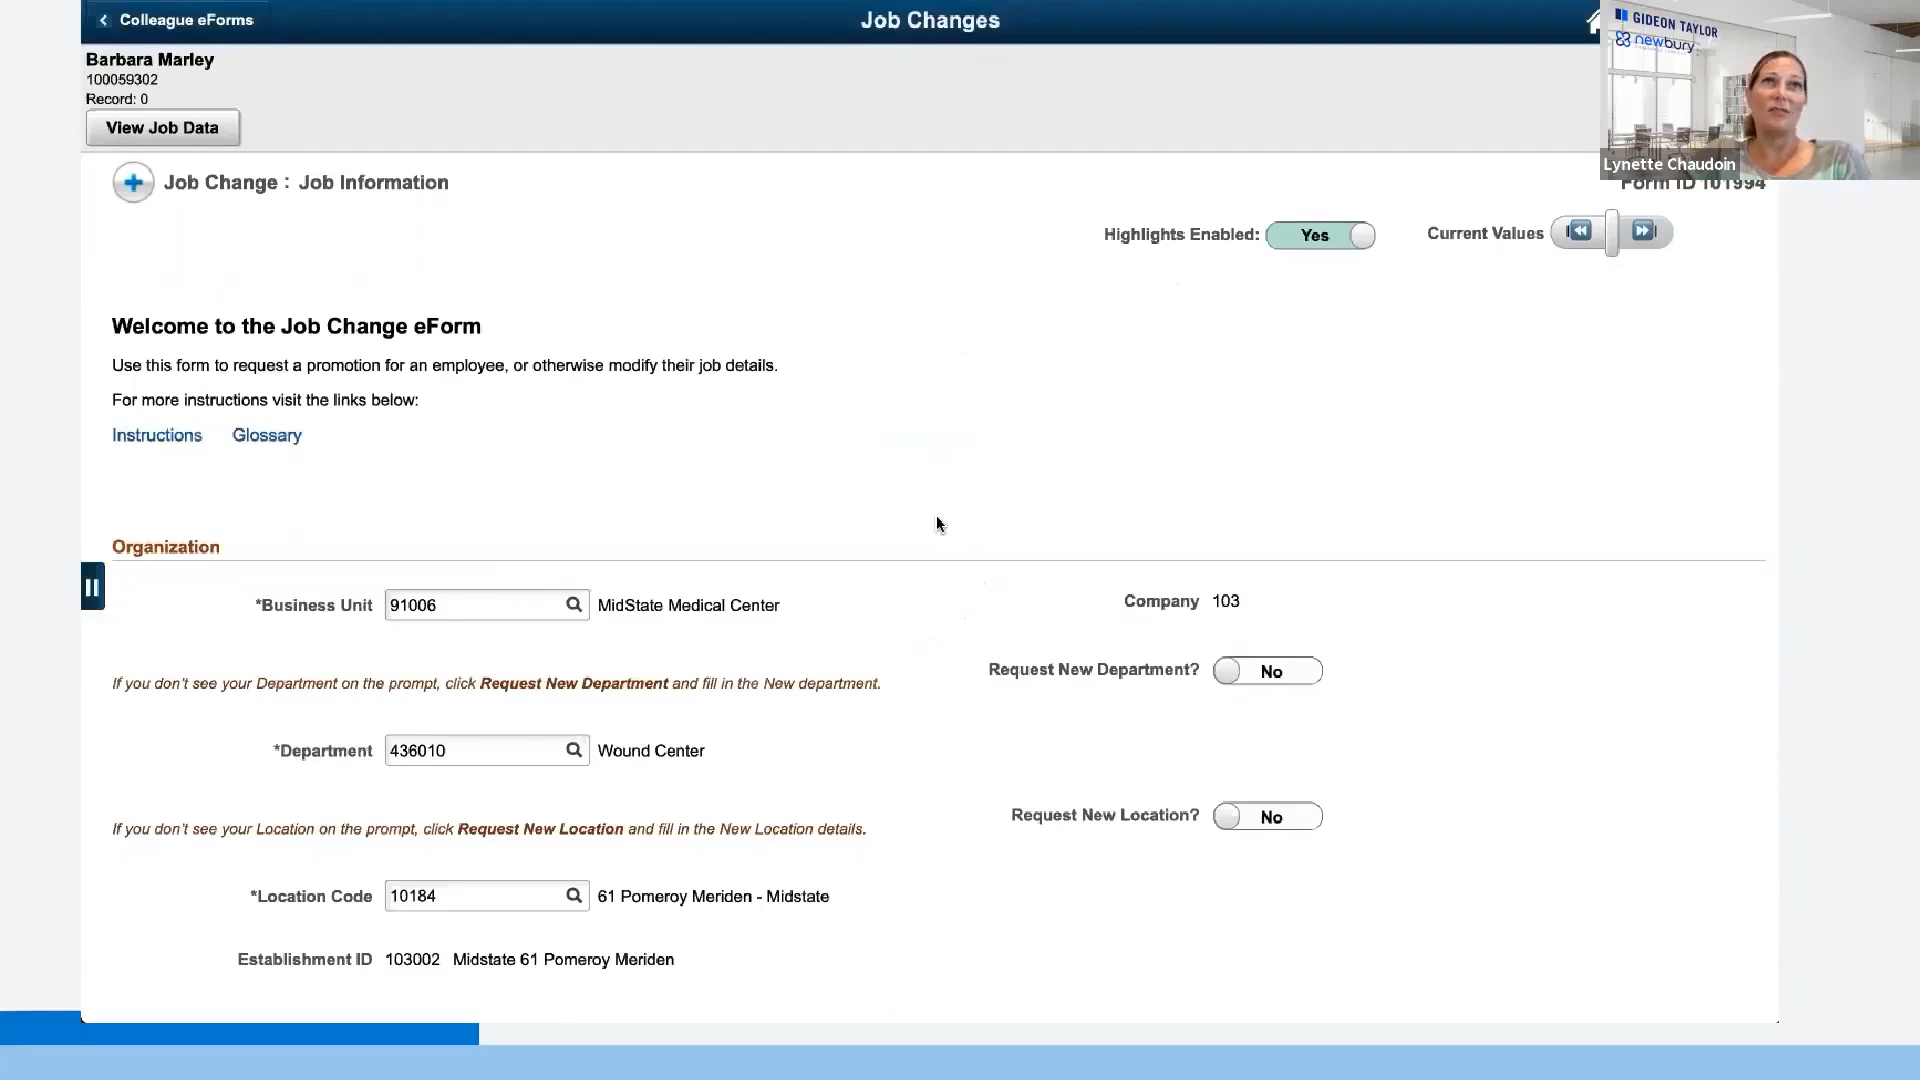 Colleague eForms
Job Changes
GIDEON TAYLOR
newbury
Lynette Chaudoin
Barbara Marley
100059302
Record: 0
View Job Data
Job Change : Job Information
Form ID 101994
Highlights Enabled: Yes
Current Values
Welcome to the Job Change eForm
Use this form to request a promotion for an employee, or otherwise modify their job details.
For more instructions visit the links below:
Instructions Glossary
Organization
*Business Unit 91006 MidState Medical Center
Company 103
If you don't see your Department on the prompt, click Request New Department and fill in the New department.
Request New Department? No
*Department 436010 Wound Center
If you don't see your Location on the prompt, click Request New Location and fill in the New Location details.
Request New Location? No
*Location Code 10184 61 Pomeroy Meriden - Midstate
Establishment ID 103002 Midstate 61 Pomeroy Meriden